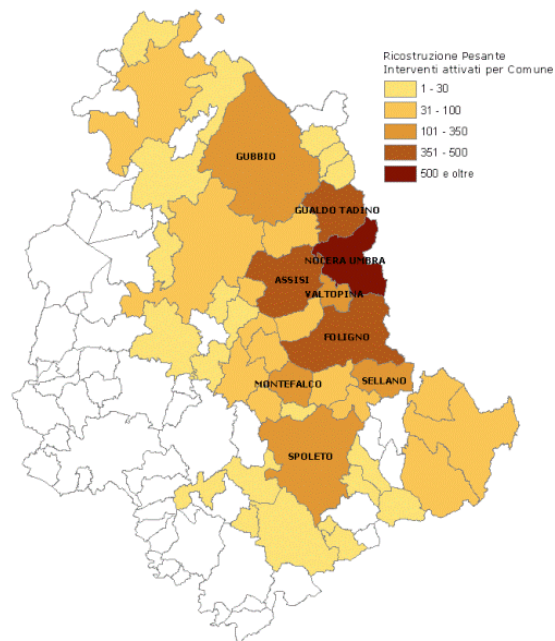 Ricostruzione Pesante
Interventi attivati per Comune
1 - 30
31 - 100
101 - 350
351 - 500
500 e oltre
GUBBIO
GUALDO TADINO
NOCERA UMBRA
ASSISI
VALTOPINA
FOLIGNO
MONTEFALCO
SELLANO
SPOLETO